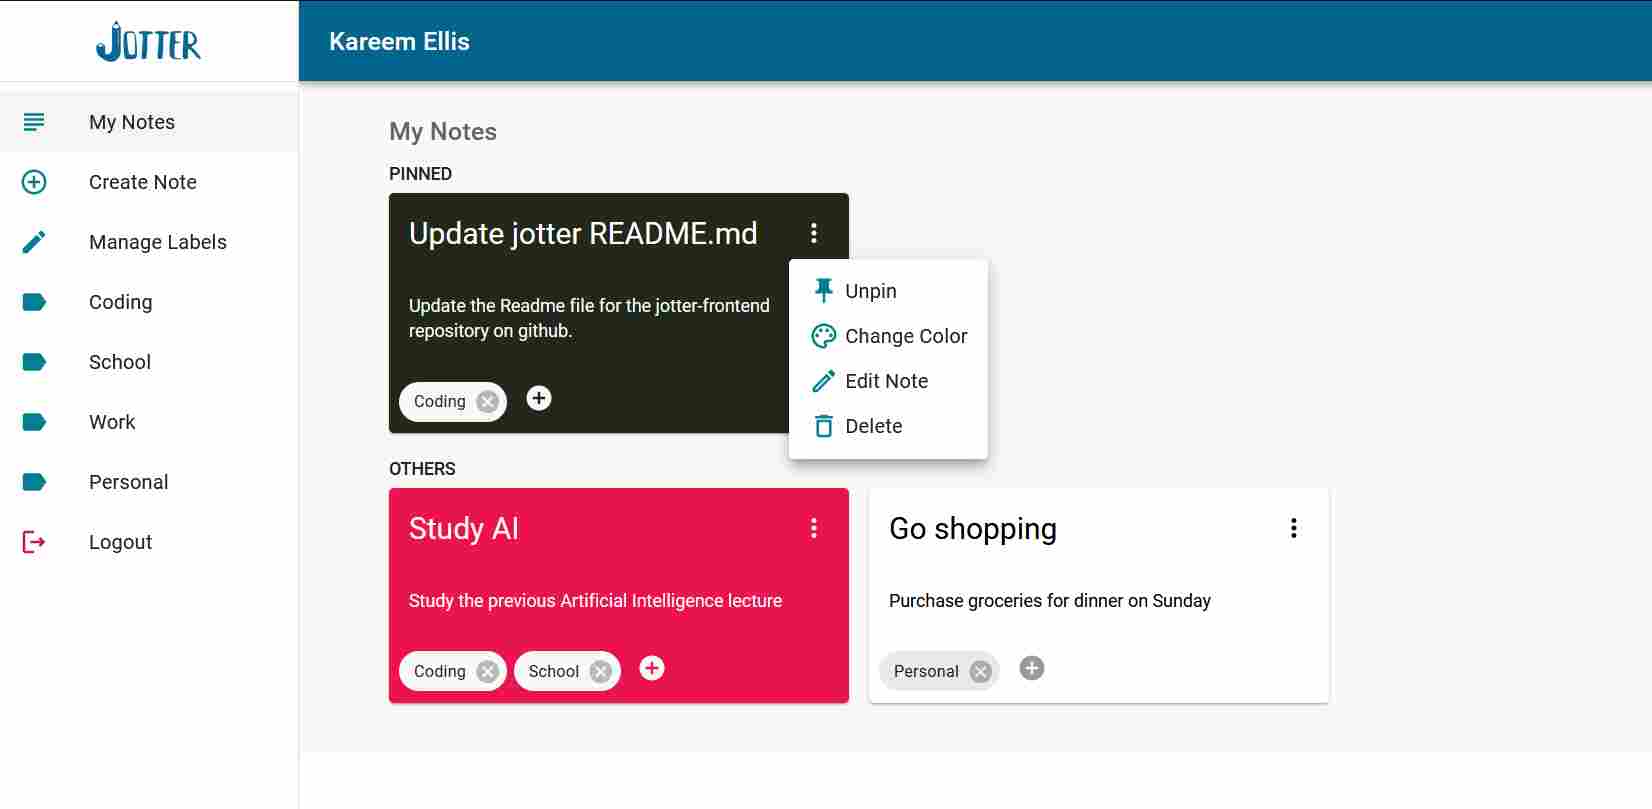 JOTTER
Kareem Ellis
My Notes
Create Note
Manage Labels
Coding
School
Work
Personal
Logout
My Notes
PINNED
Update jotter README.md
Update the Readme file for the jotter-frontend
repository on github.
Coding
Unpin
Change Color
Edit Note
Delete
OTHERS
Study AI
Study the previous Artificial Intelligence lecture
Coding School
Go shopping
Purchase groceries for dinner on Sunday
Personal